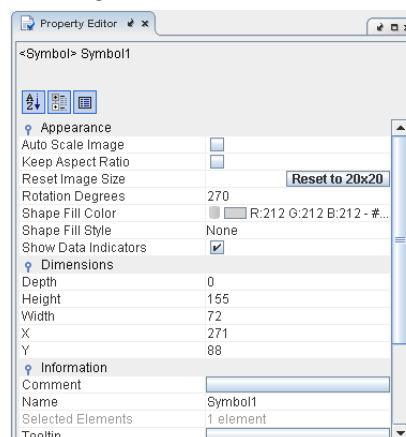 Property Editor
<Symbol> Symbol1
Appearance
Auto Scale Image
Keep Aspect Ratio
Reset Image Size Reset to 20x20
Rotation Degrees 270
Shape Fill Color R:212 G:212 B:212 - #...
Shape Fill Style None
Show Data Indicators
Dimensions
Depth 0
Height 155
Width 72
X 271
Y 88
Information
Comment
Name Symbol1
Selected Elements 1 element
Tooltip